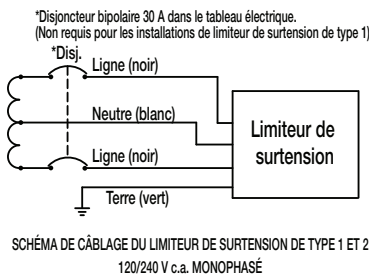 *Disjoncteur bipolaire 30 A dans le tableau électrique.
(Non requis pour les installations de limiteur de surtension de type 1)
*Disj.
Ligne (noir)
Neutre (blanc)
Ligne (noir)
Terre (vert)
Limiteur de
surtension
SCHÉMA DE CÂBLAGE DU LIMITEUR DE SURTENSION DE TYPE 1 ET 2
120/240 V c.a. MONOPHASÉ